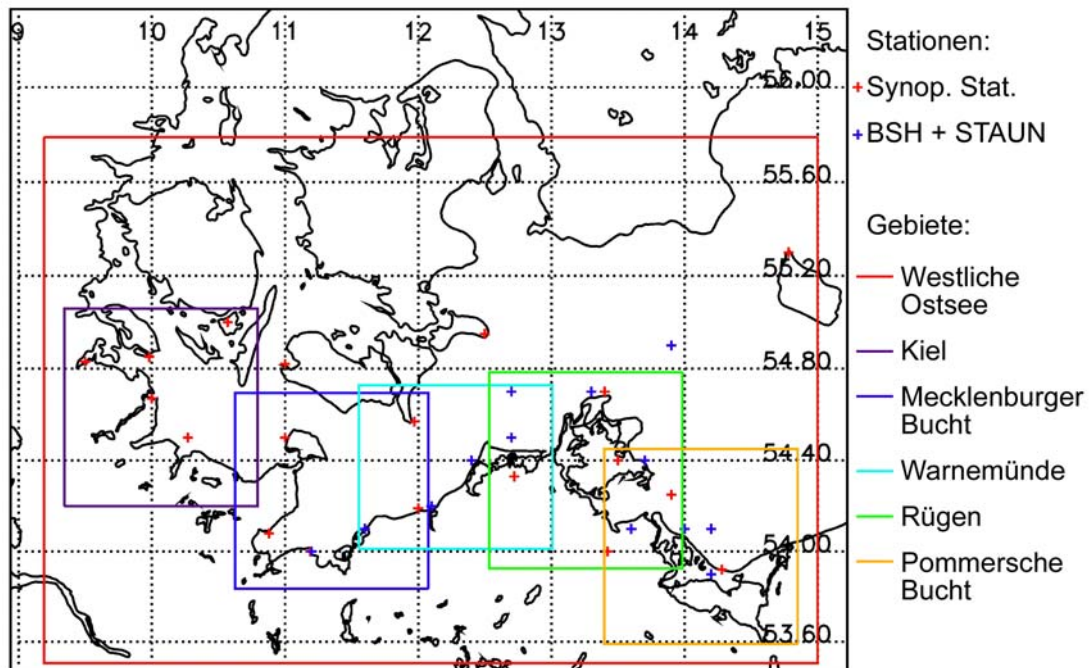 9 10 11 12 13 14 15
56.00
55.60
55.20
54.80
54.40
54.00
53.60
Stationen:
Synop. Stat.
BSH + STAUN
Gebiete:
Westliche
Ostsee
Kiel
Mecklenburger
Bucht
Warnemünde
Rügen
Pommersche
Bucht